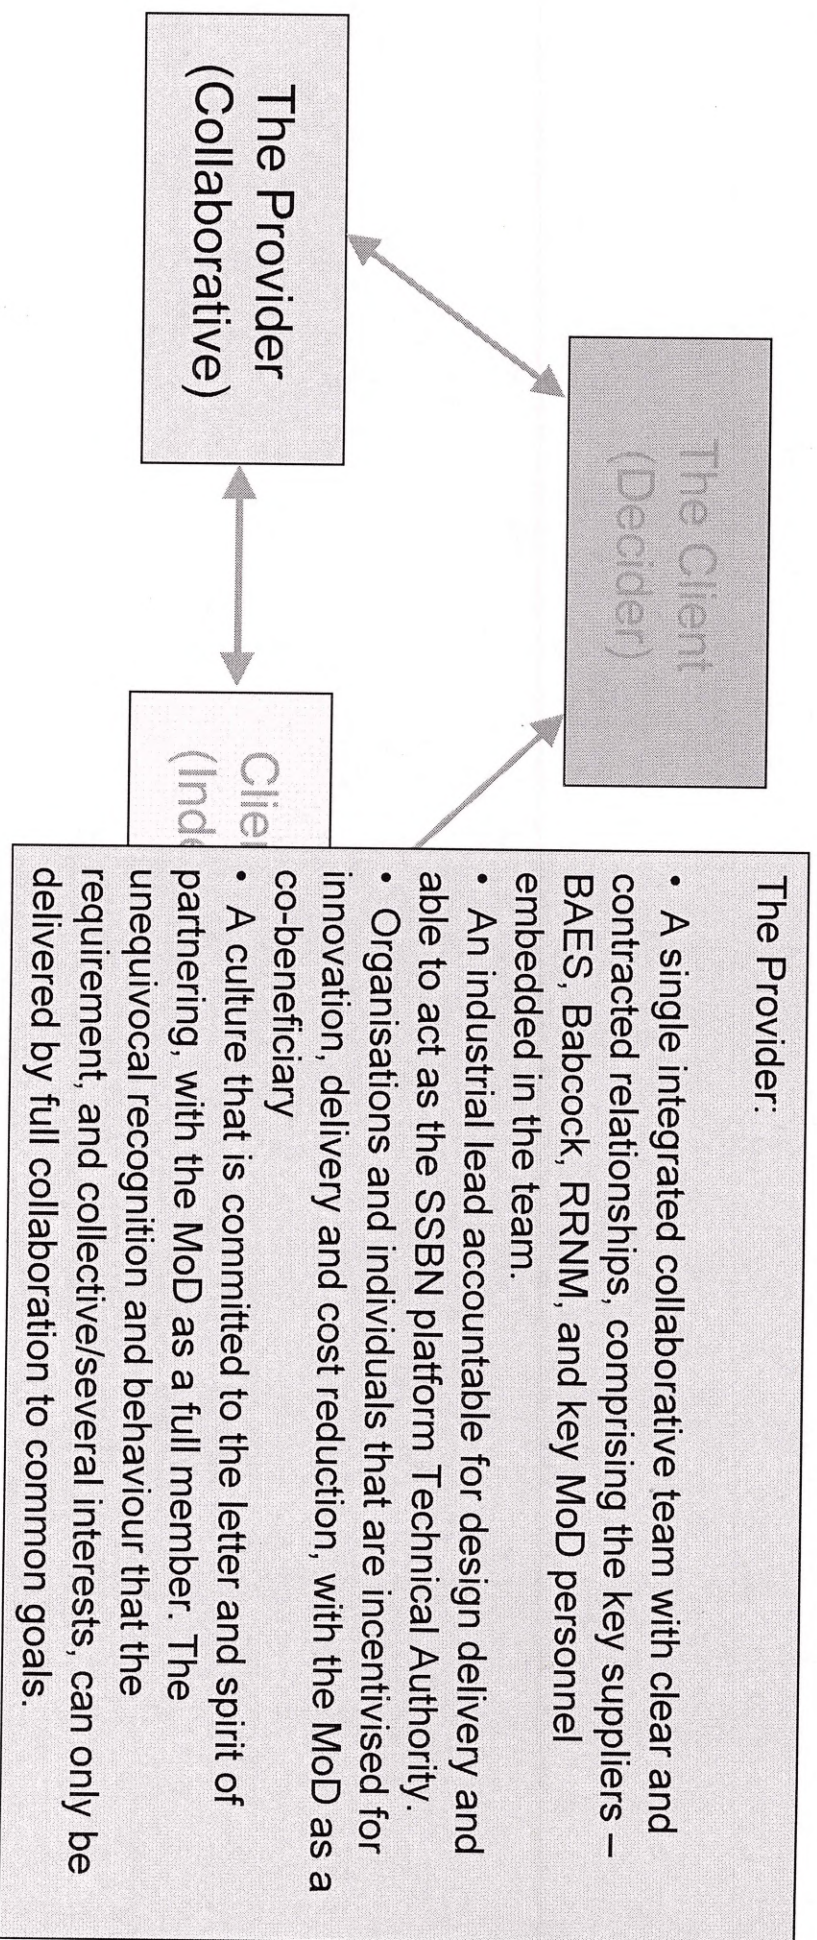 The Client
(Decider)
The Provider
(Collaborative)
Clien
(Inde
The Provider:
• A single integrated collaborative team with clear and
contracted relationships, comprising the key suppliers –
BAES, Babcock, RRNM, and key MoD personnel
embedded in the team.
• An industrial lead accountable for design delivery and
able to act as the SSBN platform Technical Authority.
• Organisations and individuals that are incentivised for
innovation, delivery and cost reduction, with the MoD as a
co-beneficiary
• A culture that is committed to the letter and spirit of
partnering, with the MoD as a full member. The
unequivocal recognition and behaviour that the
requirement, and collective/several interests, can only be
delivered by full collaboration to common goals.